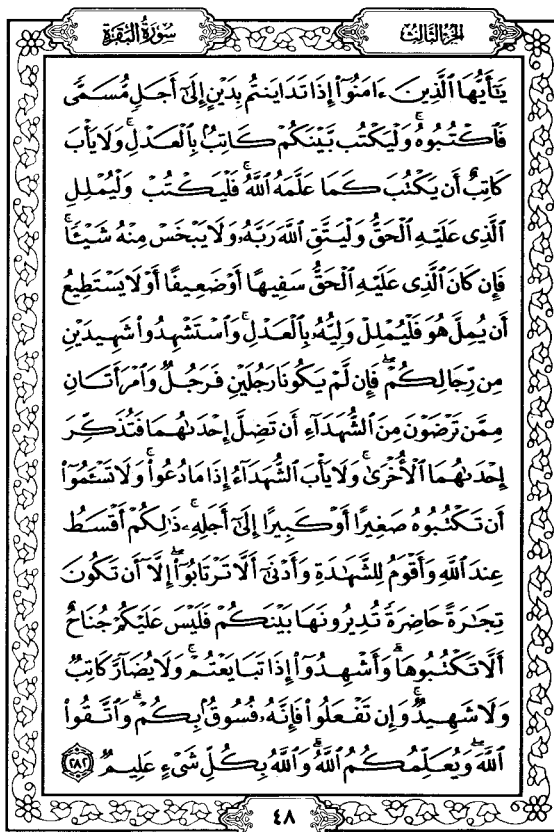 سُورَةُ البَقَرَةِ
الجُزءُ الثَّالِث
يَٰٓأَيُّهَا ٱلَّذِينَ ءَامَنُوٓا۟ إِذَا تَدَايَنتُم بِدَيْنٍ إِلَىٰٓ أَجَلٍ مُّسَمًّى
فَٱكْتُبُوهُ ۚ وَلْيَكْتُب بَّيْنَكُمْ كَاتِبٌۢ بِٱلْعَدْلِ ۚ وَلَا يَأْبَ
كَاتِبٌ أَن يَكْتُبَ كَمَا عَلَّمَهُ ٱللَّهُ ۚ فَلْيَكْتُبْ وَلْيُمْلِلِ
ٱلَّذِى عَلَيْهِ ٱلْحَقُّ وَلْيَتَّقِ ٱللَّهَ رَبَّهُۥ وَلَا يَبْخَسْ مِنْهُ شَيْـًٔا ۚ
فَإِن كَانَ ٱلَّذِى عَلَيْهِ ٱلْحَقُّ سَفِيهًا أَوْ ضَعِيفًا أَوْ لَا يَسْتَطِيعُ
أَن يُمِلَّ هُوَ فَلْيُمْلِلْ وَلِيُّهُۥ بِٱلْعَدْلِ ۚ وَٱسْتَشْهِدُوا۟ شَهِيدَيْنِ
مِن رِّجَالِكُمْ ۖ فَإِن لَّمْ يَكُونَا رَجُلَيْنِ فَرَجُلٌ وَٱمْرَأَتَانِ
مِمَّن تَرْضَوْنَ مِنَ ٱلشُّهَدَآءِ أَن تَضِلَّ إِحْدَىٰهُمَا فَتُذَكِّرَ
إِحْدَىٰهُمَا ٱلْأُخْرَىٰ ۚ وَلَا يَأْبَ ٱلشُّهَدَآءُ إِذَا مَا دُعُوا۟ ۚ وَلَا تَسْـَٔمُوٓا۟
أَن تَكْتُبُوهُ صَغِيرًا أَوْ كَبِيرًا إِلَىٰٓ أَجَلِهِۦ ۚ ذَٰلِكُمْ أَقْسَطُ
عِندَ ٱللَّهِ وَأَقْوَمُ لِلشَّهَٰدَةِ وَأَدْنَىٰٓ أَلَّا تَرْتَابُوٓا۟ ۖ إِلَّآ أَن تَكُونَ
تِجَٰرَةً حَاضِرَةً تُدِيرُونَهَا بَيْنَكُمْ فَلَيْسَ عَلَيْكُمْ جُنَاحٌ
أَلَّا تَكْتُبُوهَا ۗ وَأَشْهِدُوٓا۟ إِذَا تَبَايَعْتُمْ ۚ وَلَا يُضَآرَّ كَاتِبٌ
وَلَا شَهِيدٌ ۚ وَإِن تَفْعَلُوا۟ فَإِنَّهُۥ فُسُوقٌۢ بِكُمْ ۗ وَٱتَّقُوا۟
ٱللَّهَ ۖ وَيُعَلِّمُكُمُ ٱللَّهُ ۗ وَٱللَّهُ بِكُلِّ شَىْءٍ عَلِيمٌ ٢٨٢
٤٨